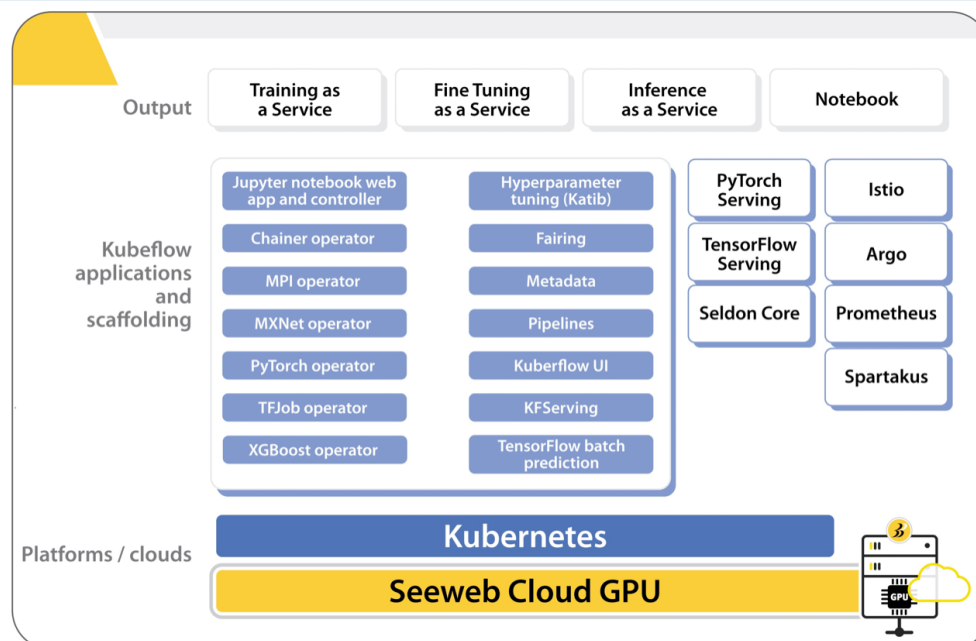 Output
Training as
a Service
Fine Tuning
as a Service
Inference
as a Service
Notebook
Kubeflow
applications
and
scaffolding
Jupyter notebook web
app and controller
Chainer operator
MPI operator
MXNet operator
PyTorch operator
TFJob operator
XGBoost operator
Hyperparameter
tuning (Katib)
Fairing
Metadata
Pipelines
Kuberflow UI
KFServing
TensorFlow batch
prediction
PyTorch
Serving
TensorFlow
Serving
Seldon Core
Istio
Argo
Prometheus
Spartakus
Platforms / clouds
Kubernetes
Seeweb Cloud GPU
GPU